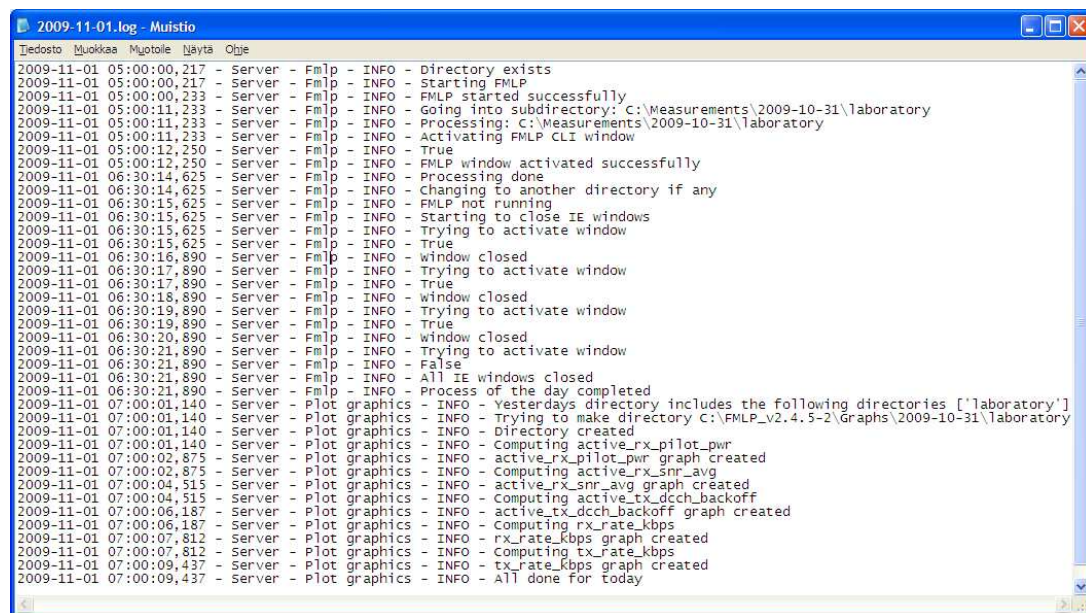 2009-11-01.log - Muistio
Tiedosto Muokkaa Muotoile Näytä Ohje
2009-11-01 05:00:00,217 - Server - Fmlp - INFO - Directory exists
2009-11-01 05:00:00,217 - Server - Fmlp - INFO - Starting FMLP
2009-11-01 05:00:00,233 - Server - Fmlp - INFO - FMLP started successfully
2009-11-01 05:00:11,233 - Server - Fmlp - INFO - Going into subdirectory: C:\Measurements\2009-10-31\laboratory
2009-11-01 05:00:11,233 - Server - Fmlp - INFO - Processing: C:\Measurements\2009-10-31\laboratory
2009-11-01 05:00:11,233 - Server - Fmlp - INFO - Activating FMLP CLI window
2009-11-01 05:00:12,250 - Server - Fmlp - INFO - True
2009-11-01 05:00:12,250 - Server - Fmlp - INFO - FMLP window activated successfully
2009-11-01 06:30:14,625 - Server - Fmlp - INFO - Processing done
2009-11-01 06:30:14,625 - Server - Fmlp - INFO - Changing to another directory if any
2009-11-01 06:30:15,625 - Server - Fmlp - INFO - FMLP not running
2009-11-01 06:30:15,625 - Server - Fmlp - INFO - Starting to close IE windows
2009-11-01 06:30:15,625 - Server - Fmlp - INFO - Trying to activate window
2009-11-01 06:30:15,625 - Server - Fmlp - INFO - True
2009-11-01 06:30:16,890 - Server - Fmlp - INFO - Window closed
2009-11-01 06:30:17,890 - Server - Fmlp - INFO - Trying to activate window
2009-11-01 06:30:17,890 - Server - Fmlp - INFO - True
2009-11-01 06:30:18,890 - Server - Fmlp - INFO - Window closed
2009-11-01 06:30:19,890 - Server - Fmlp - INFO - Trying to activate window
2009-11-01 06:30:19,890 - Server - Fmlp - INFO - True
2009-11-01 06:30:20,890 - Server - Fmlp - INFO - Window closed
2009-11-01 06:30:21,890 - Server - Fmlp - INFO - Trying to activate window
2009-11-01 06:30:21,890 - Server - Fmlp - INFO - False
2009-11-01 06:30:21,890 - Server - Fmlp - INFO - All IE windows closed
2009-11-01 06:30:21,890 - Server - Fmlp - INFO - Process of the day completed
2009-11-01 07:00:01,140 - Server - Plot graphics - INFO - Yesterdays directory includes the following directories ['laboratory']
2009-11-01 07:00:01,140 - Server - Plot graphics - INFO - Trying to make directory C:\FMLP_v2.4.5-2\Graphs\2009-10-31\laboratory
2009-11-01 07:00:01,140 - Server - Plot graphics - INFO - Directory created
2009-11-01 07:00:01,140 - Server - Plot graphics - INFO - Computing active_rx_pilot_pwr
2009-11-01 07:00:02,875 - Server - Plot graphics - INFO - active_rx_pilot_pwr graph created
2009-11-01 07:00:02,875 - Server - Plot graphics - INFO - Computing active_rx_snr_avg
2009-11-01 07:00:04,515 - Server - Plot graphics - INFO - active_rx_snr_avg graph created
2009-11-01 07:00:04,515 - Server - Plot graphics - INFO - Computing active_tx_dcch_backoff
2009-11-01 07:00:06,187 - Server - Plot graphics - INFO - active_tx_dcch_backoff graph created
2009-11-01 07:00:06,187 - Server - Plot graphics - INFO - Computing rx_rate_kbps
2009-11-01 07:00:07,812 - Server - Plot graphics - INFO - rx_rate_kbps graph created
2009-11-01 07:00:07,812 - Server - Plot graphics - INFO - Computing tx_rate_kbps
2009-11-01 07:00:09,437 - Server - Plot graphics - INFO - tx_rate_kbps graph created
2009-11-01 07:00:09,437 - Server - Plot graphics - INFO - All done for today